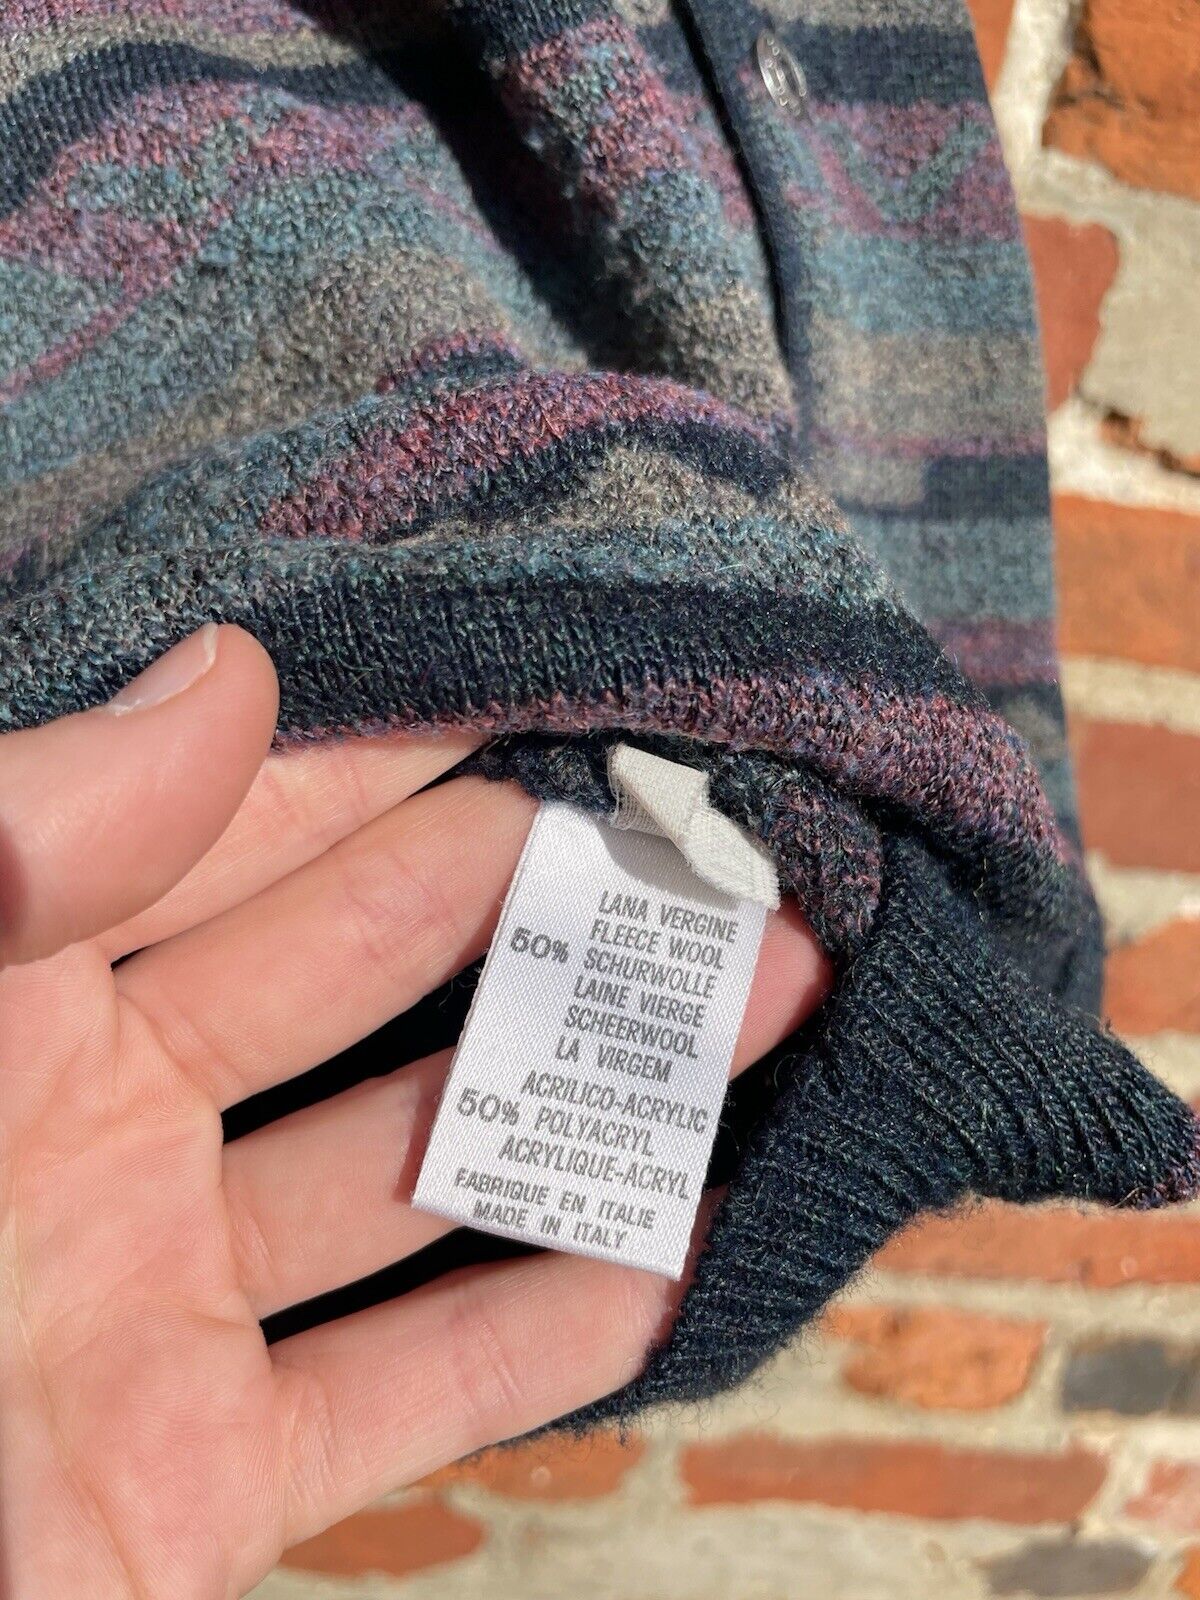 LANA VERGINE
FLEECE WOOL
50% SCHURWOLLE
LAINE VIERGE
SCHEERWOOL
LA VIRGEM
ACRILICO-ACRYLIC
50% POLYACRYL
ACRYLIQUE-ACRYL
FABRIQUE EN ITALIE
MADE IN ITALY